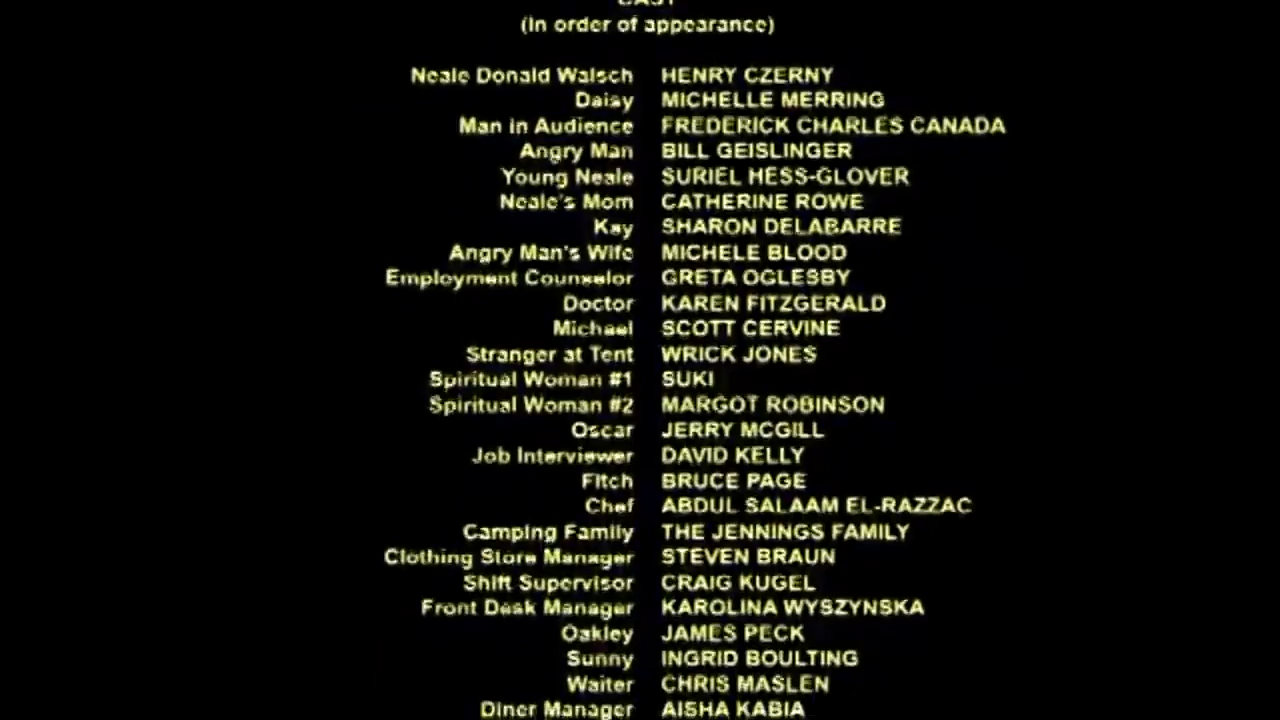 CAST
(in order of appearance)
Neale Donald Walsch HENRY CZERNY
Daisy MICHELLE MERRING
Man in Audience FREDERICK CHARLES CANADA
Angry Man BILL GEISLINGER
Young Neale SURIEL HESS-GLOVER
Neale's Mom CATHERINE ROWE
Kay SHARON DELABARRE
Angry Man's Wife MICHELE BLOOD
Employment Counselor GRETA OGLESBY
Doctor KAREN FITZGERALD
Michael SCOTT CERVINE
Stranger at Tent WRICK JONES
Spiritual Woman #1 SUKI
Spiritual Woman #2 MARGOT ROBINSON
Oscar JERRY MCGILL
Job Interviewer DAVID KELLY
Fitch BRUCE PAGE
Chef ABDUL SALAAM EL-RAZZAC
Camping Family THE JENNINGS FAMILY
Clothing Store Manager STEVEN BRAUN
Shift Supervisor CRAIG KUGEL
Front Desk Manager KAROLINA WYSZYNSKA
Oakley JAMES PECK
Sunny INGRID BOULTING
Waiter CHRIS MASLEN
Diner Manager AISHA KABIA